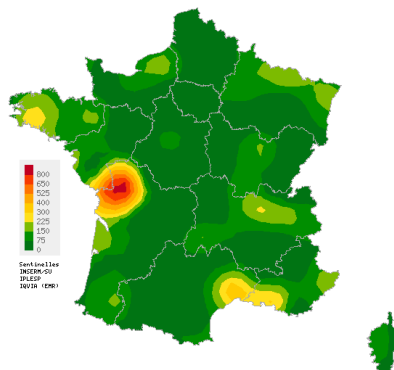 800
650
525
400
300
225
150
75
0
Sentinelles
INSERM/SU
IPLESP
IQVIA (EMR)